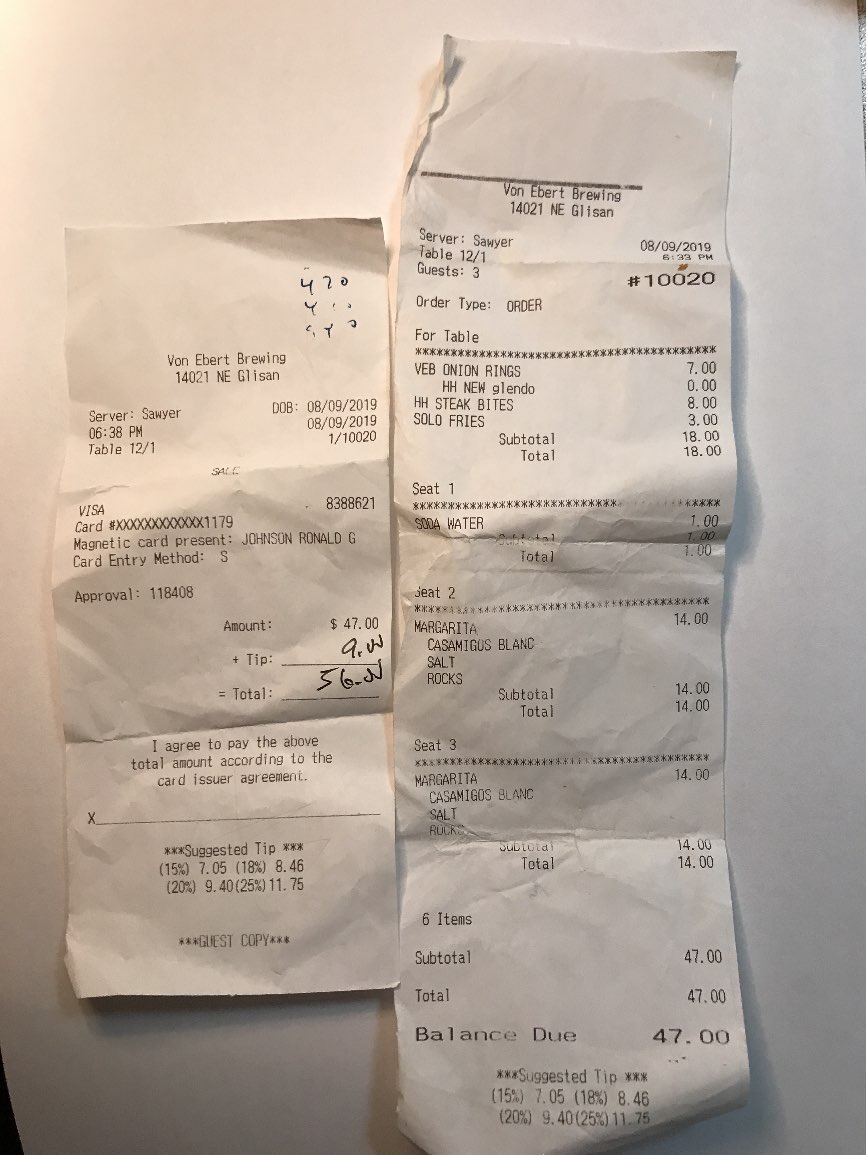 4 20
Von Ebert Brewing
14021 NE Glisan
DOB: 08/09/2019
Server: Sawyer
08/09/2019
06:38 PM
1/10020
Table 12/1
SALE
VISA
8388621
Card #XXXXXXXXXXXX1179
Magnetic card present: JOHNSON RONALD G
Card Entry Method: S
Approval: 118408
Amount: $ 47.00
+ Tip: 9.00
= Total: 56.00
I agree to pay the above
total amount according to the
card issuer agreement.
X
***Suggested Tip ***
(15%) 7.05 (18%) 8.46
(20%) 9.40(25%)11.75
***GUEST COPY***
Von Ebert Brewing
14021 NE Glisan
Server: Sawyer 08/09/2019
Table 12/1 6:33 PM
Guests: 3
#10020
Order Type: ORDER
For Table
****************************************
VEB ONION RINGS 7.00
HH NEW glendo 0.00
HH STEAK BITES 8.00
SOLO FRIES 3.00
Subtotal 18.00
Total 18.00
Seat 1
****************************************
SODA WATER 1.00
Subtotal 1.00
Total 1.00
Seat 2
****************************************
MARGARITA 14.00
CASAMIGOS BLANC
SALT
ROCKS
Subtotal 14.00
Total 14.00
Seat 3
****************************************
MARGARITA 14.00
CASAMIGOS BLANC
SALT
ROCKS
Subtotal 14.00
Total 14.00
6 Items
Subtotal 47.00
Total 47.00
Balance Due 47.00
***Suggested Tip ***
(15%) 7.05 (18%) 8.46
(20%) 9.40(25%)11.75